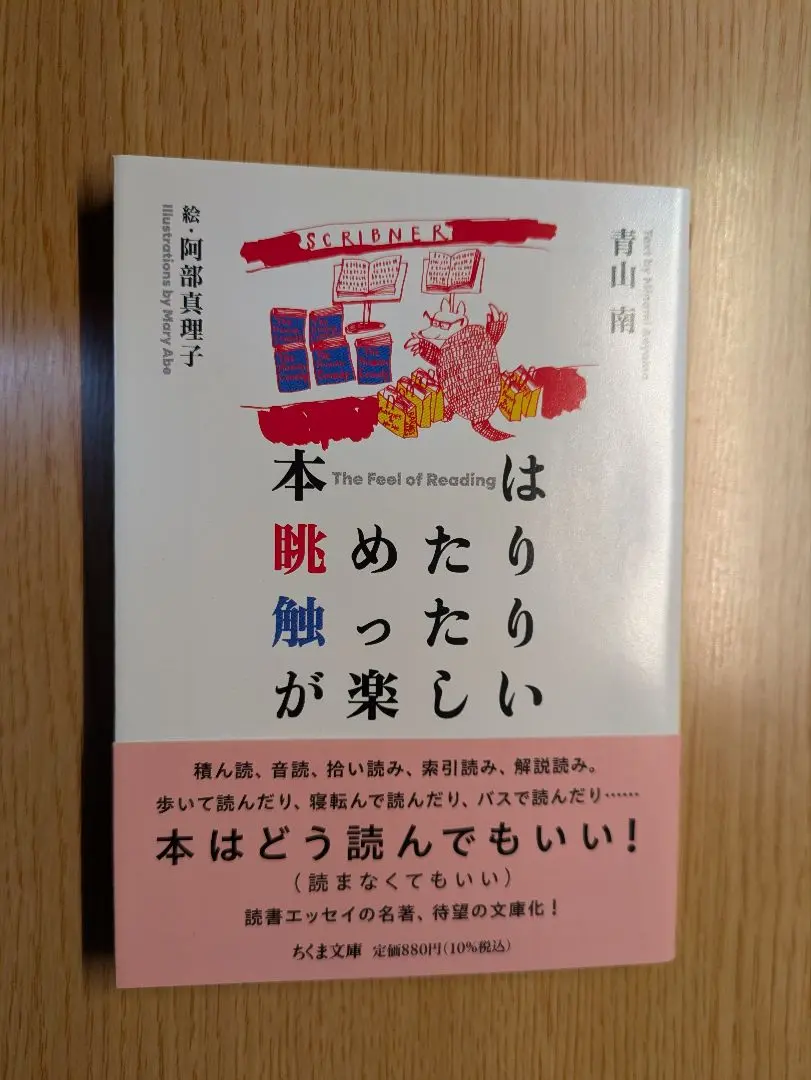 絵・阿部真理子
Illustrations by Mary Abe
青山 南
Text by Minami Aoyama
SCRIBNER
本 The Feel of Reading は
眺めたり
触ったり
が楽しい
積ん読、音読、拾い読み、索引読み、解説読み。
歩いて読んだり、寝転んで読んだり、バスで読んだり……
本はどう読んでもいい!
(読まなくてもいい)
読書エッセイの名著、待望の文庫化!
ちくま文庫 定価880円(10%税込)